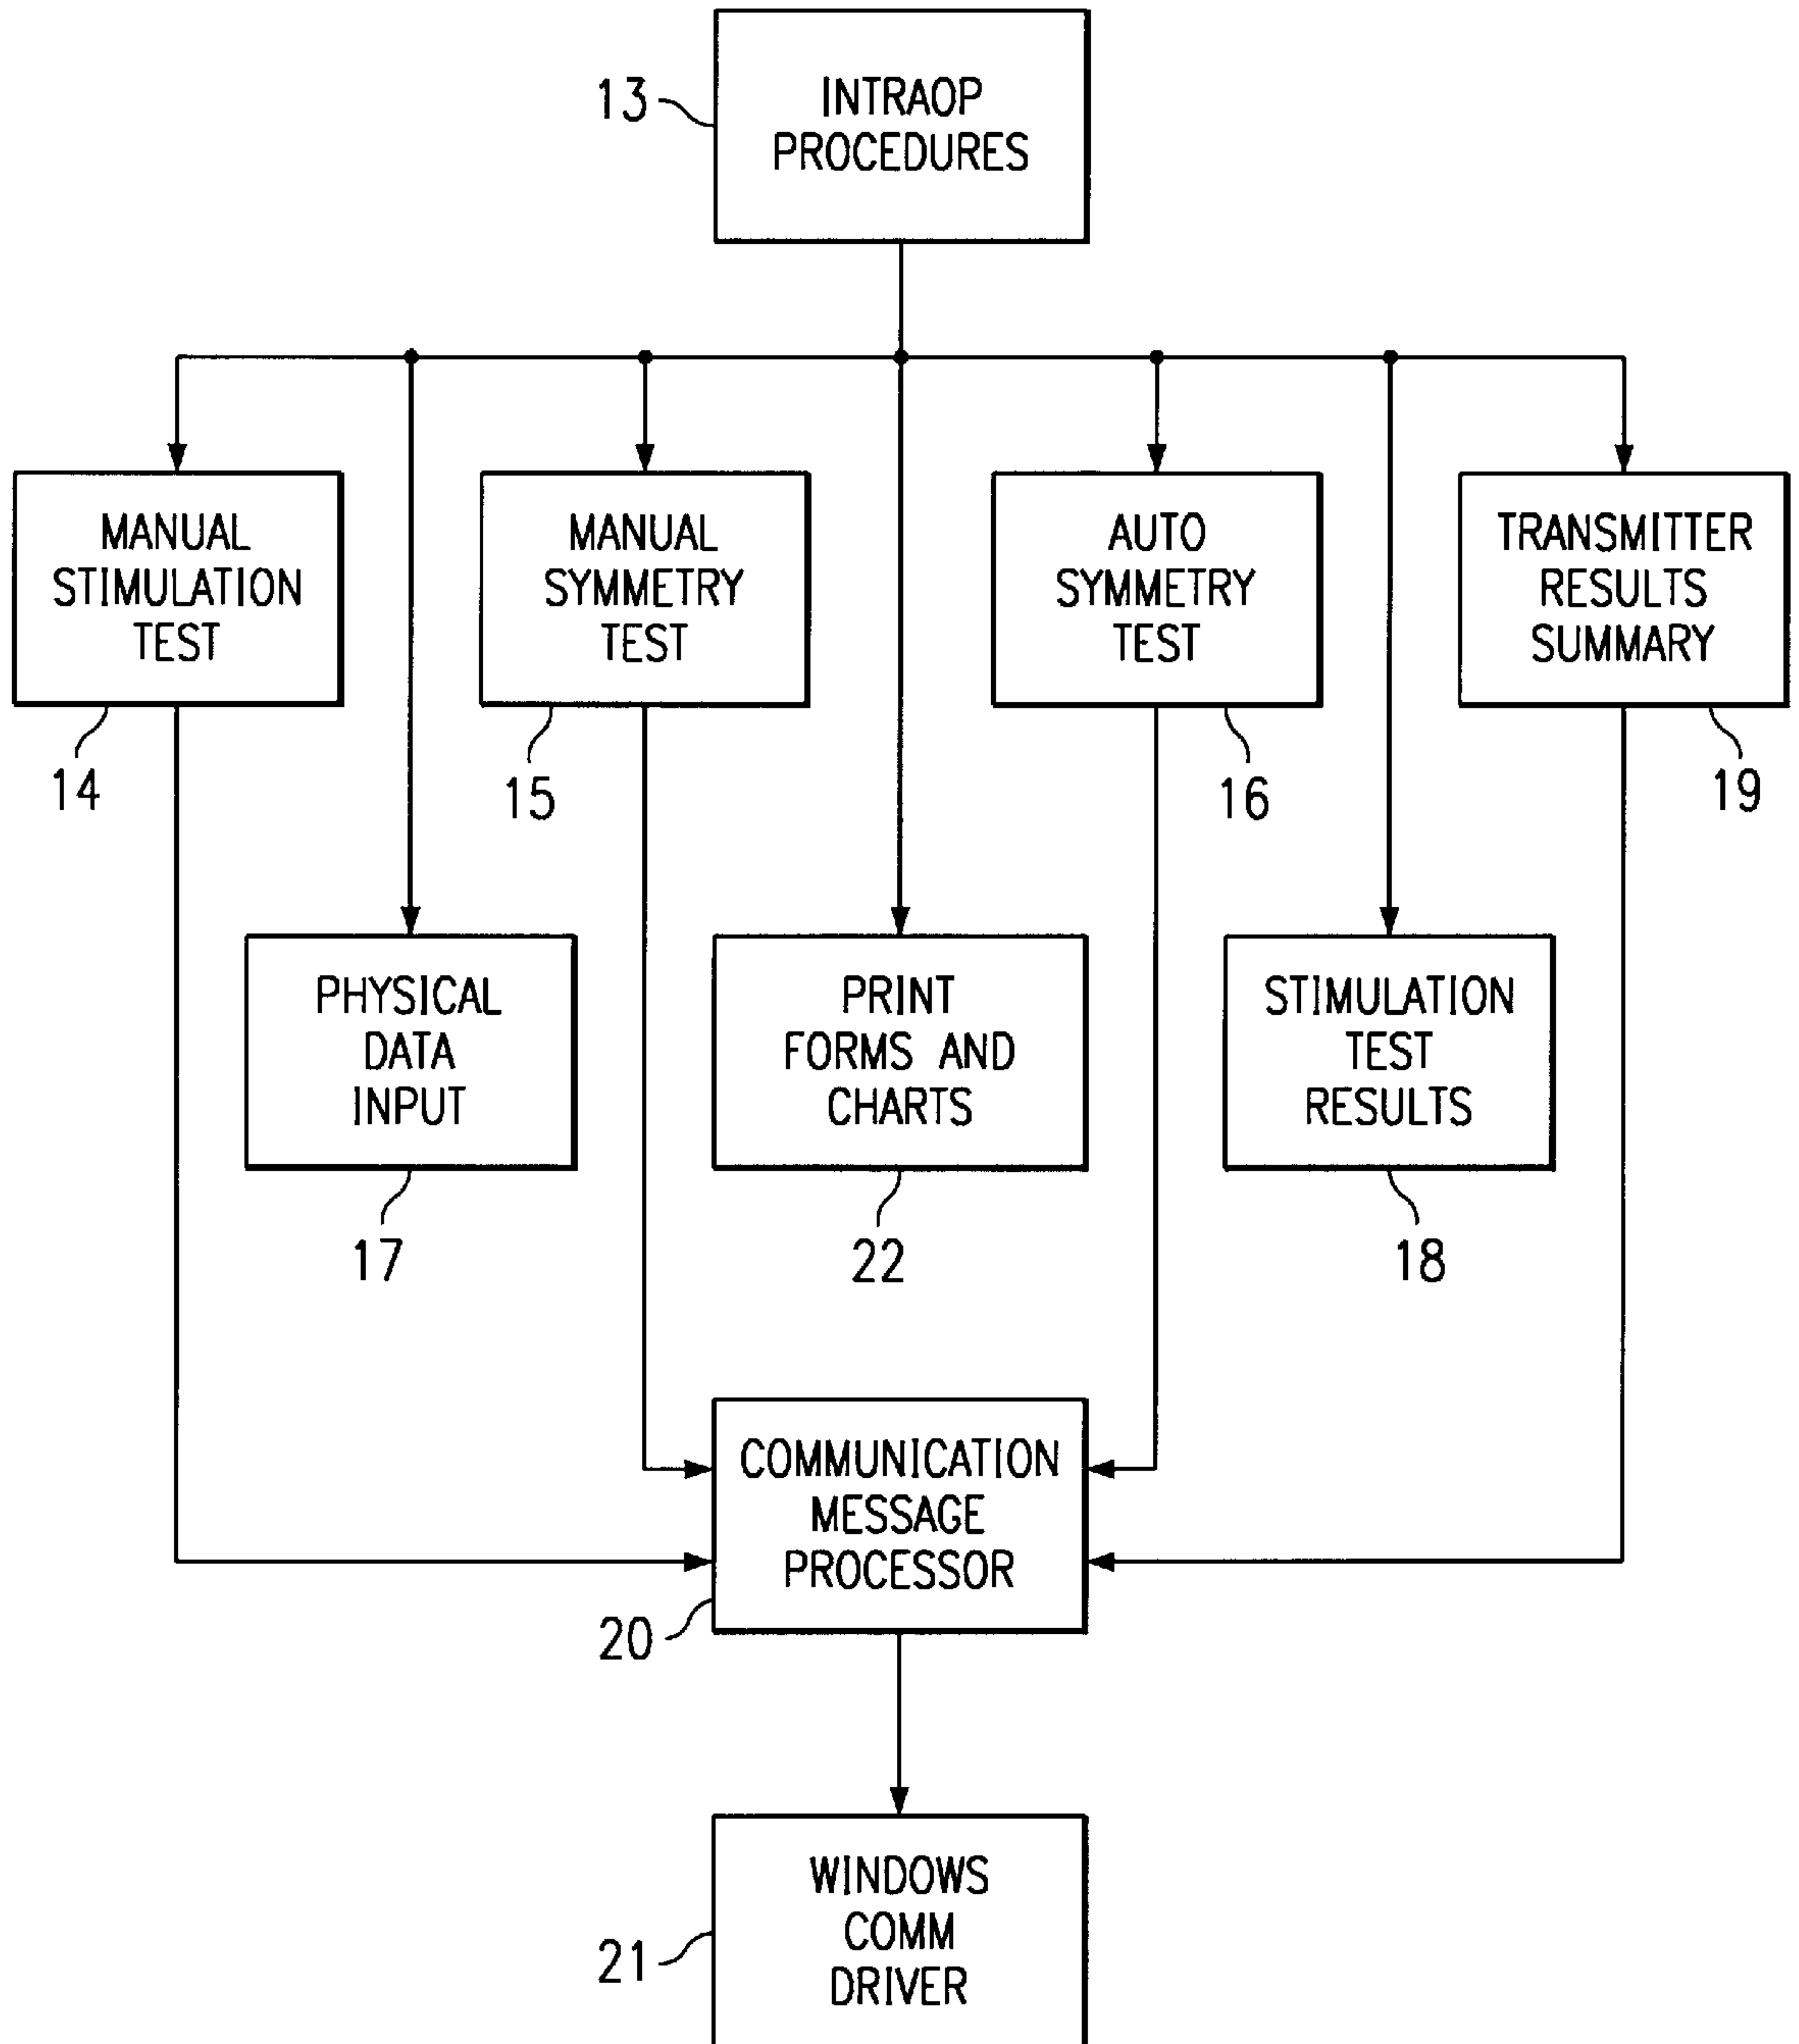 13
INTRAOP
PROCEDURES
MANUAL
STIMULATION
TEST
14
MANUAL
SYMMETRY
TEST
15
AUTO
SYMMETRY
TEST
16
TRANSMITTER
RESULTS
SUMMARY
19
PHYSICAL
DATA
INPUT
17
PRINT
FORMS AND
CHARTS
22
STIMULATION
TEST
RESULTS
18
COMMUNICATION
MESSAGE
PROCESSOR
20
WINDOWS
COMM
DRIVER
21